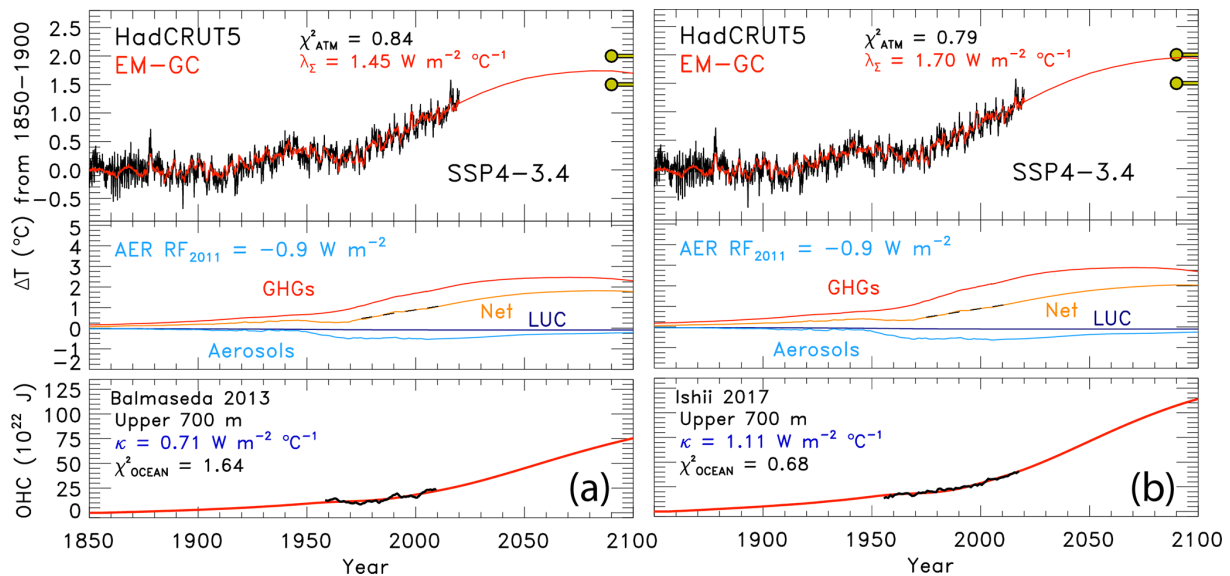 HadCRUT5
EM−GC
χ²ATM = 0.84
λΣ = 1.45 W m⁻² °C⁻¹
SSP4−3.4
2.5
2.0
1.5
1.0
0.5
0.0
−0.5
ΔT (°C) from 1850−1900
AER RF2011 = −0.9 W m⁻²
GHGs
Net
LUC
Aerosols
5
4
3
2
1
0
−1
−2
Balmaseda 2013
Upper 700 m
κ = 0.71 W m⁻² °C⁻¹
χ²OCEAN = 1.64
(a)
125
100
75
50
25
0
OHC (10²² J)
1850 1900 1950 2000 2050 2100
Year
HadCRUT5
EM−GC
χ²ATM = 0.79
λΣ = 1.70 W m⁻² °C⁻¹
SSP4−3.4
AER RF2011 = −0.9 W m⁻²
GHGs
Net
LUC
Aerosols
Ishii 2017
Upper 700 m
κ = 1.11 W m⁻² °C⁻¹
χ²OCEAN = 0.68
(b)
1900 1950 2000 2050 2100
Year